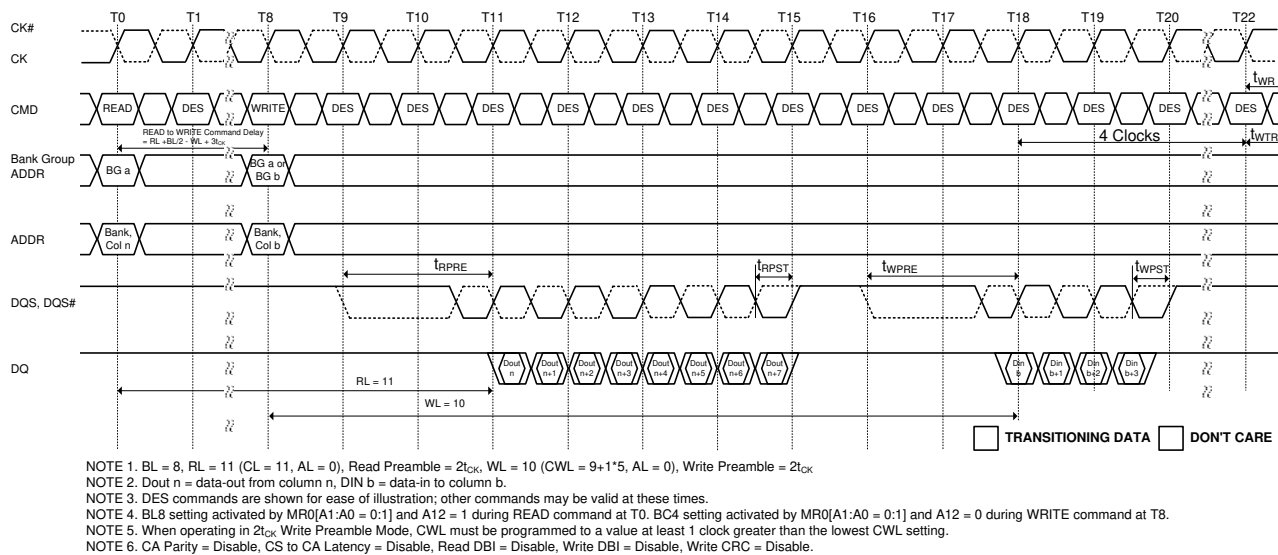 T0 T1 T8 T9 T10 T11 T12 T13 T14 T15 T16 T17 T18 T19 T20 T22
CK#
CK
tWR
CMD READ DES WRITE DES DES DES DES DES DES DES DES DES DES DES DES DES
READ to WRITE Command Delay
= RL +BL/2 - WL + 3tCK
4 Clocks tWTR
Bank Group
ADDR
BG a
BG a or
BG b
ADDR
Bank,
Col n
Bank,
Col b
tRPRE tRPST tWPRE tWPST
DQS, DQS#
DQ
Dout
n
Dout
n+1
Dout
n+2
Dout
n+3
Dout
n+4
Dout
n+5
Dout
n+6
Dout
n+7
Din
b
Din
b+1
Din
b+2
Din
b+3
RL = 11
WL = 10
TRANSITIONING DATA DON'T CARE
NOTE 1. BL = 8, RL = 11 (CL = 11, AL = 0), Read Preamble = 2tCK, WL = 10 (CWL = 9+1*5, AL = 0), Write Preamble = 2tCK
NOTE 2. Dout n = data-out from column n, DIN b = data-in to column b.
NOTE 3. DES commands are shown for ease of illustration; other commands may be valid at these times.
NOTE 4. BL8 setting activated by MR0[A1:A0 = 0:1] and A12 = 1 during READ command at T0. BC4 setting activated by MR0[A1:A0 = 0:1] and A12 = 0 during WRITE command at T8.
NOTE 5. When operating in 2tCK Write Preamble Mode, CWL must be programmed to a value at least 1 clock greater than the lowest CWL setting.
NOTE 6. CA Parity = Disable, CS to CA Latency = Disable, Read DBI = Disable, Write DBI = Disable, Write CRC = Disable.